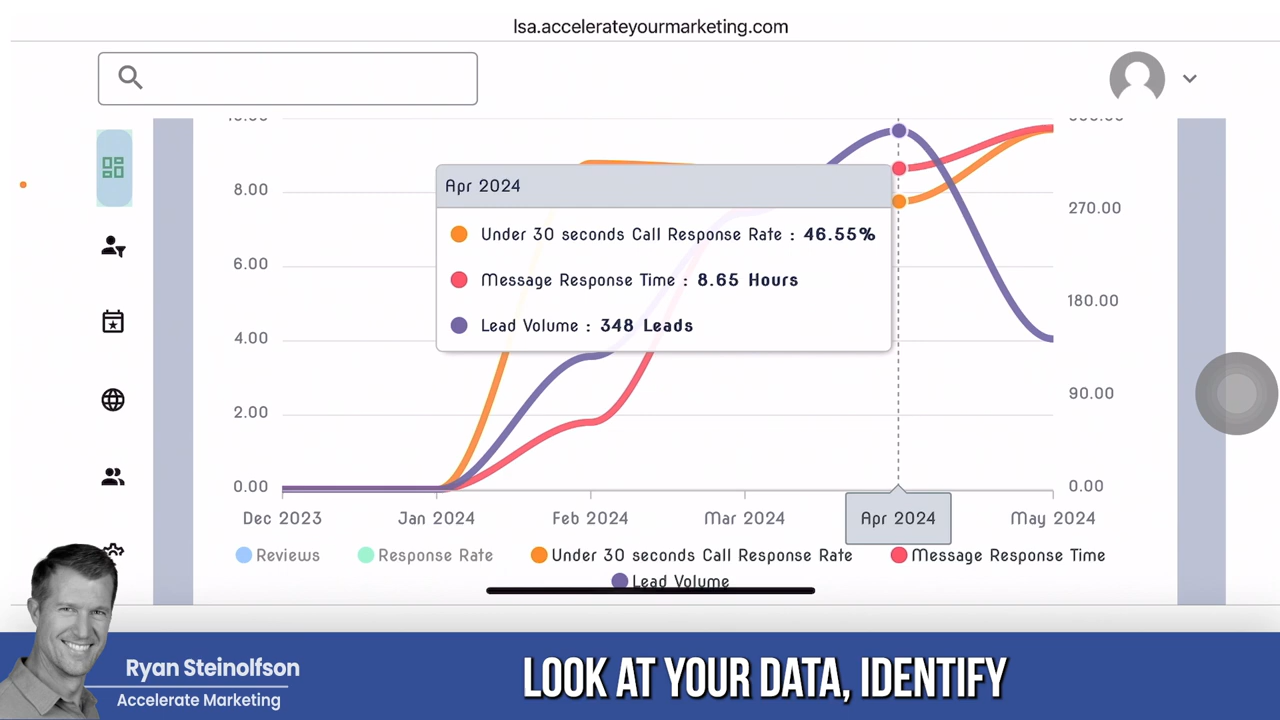 lsa.accelerateyourmarketing.com
Apr 2024
Under 30 seconds Call Response Rate : 46.55%
Message Response Time : 8.65 Hours
Lead Volume : 348 Leads
8.00
6.00
4.00
2.00
0.00
270.00
180.00
90.00
0.00
Dec 2023
Jan 2024
Feb 2024
Mar 2024
Apr 2024
May 2024
Reviews
Response Rate
Under 30 seconds Call Response Rate
Message Response Time
Lead Volume
Ryan Steinolfson
Accelerate Marketing
LOOK AT YOUR DATA, IDENTIFY